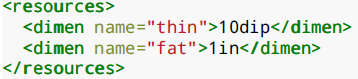 <resources>
  <dimen name="thin">10dip</dimen>
  <dimen name="fat">1in</dimen>
</resources>